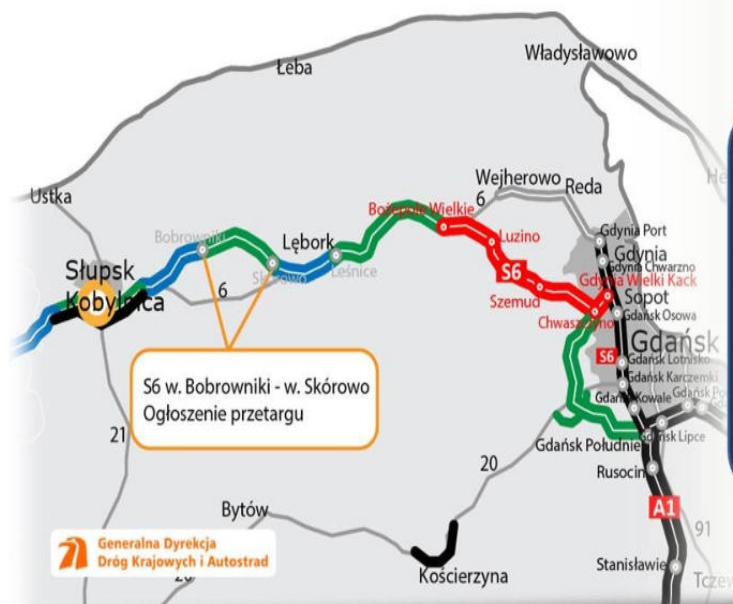 Władysławowo
Łeba
Wejherowo
6
Reda
Ustka
Bożepole Wielkie
Gdynia Port
Bobrowniki
Lębork
Luzino
Gdynia
Gdynia Chwarzno
Słupsk
Skórowo
Leśnice
S6
Gdynia Wielki Kack
Kobylnica
6
Szemud
Sopot
Chwaszczyno
Gdańsk Osowa
Gdańsk
S6
Gdańsk Lotnisko
S6 w. Bobrowniki - w. Skórowo
Ogłoszenie przetargu
Gdańsk Karczemki
Gdańsk Kowale
21
Gdańsk Południe
Gdańsk Lipce
20
Rusocin
Bytów
A1
91
Generalna Dyrekcja
Dróg Krajowych i Autostrad
Kościerzyna
Stanisławie